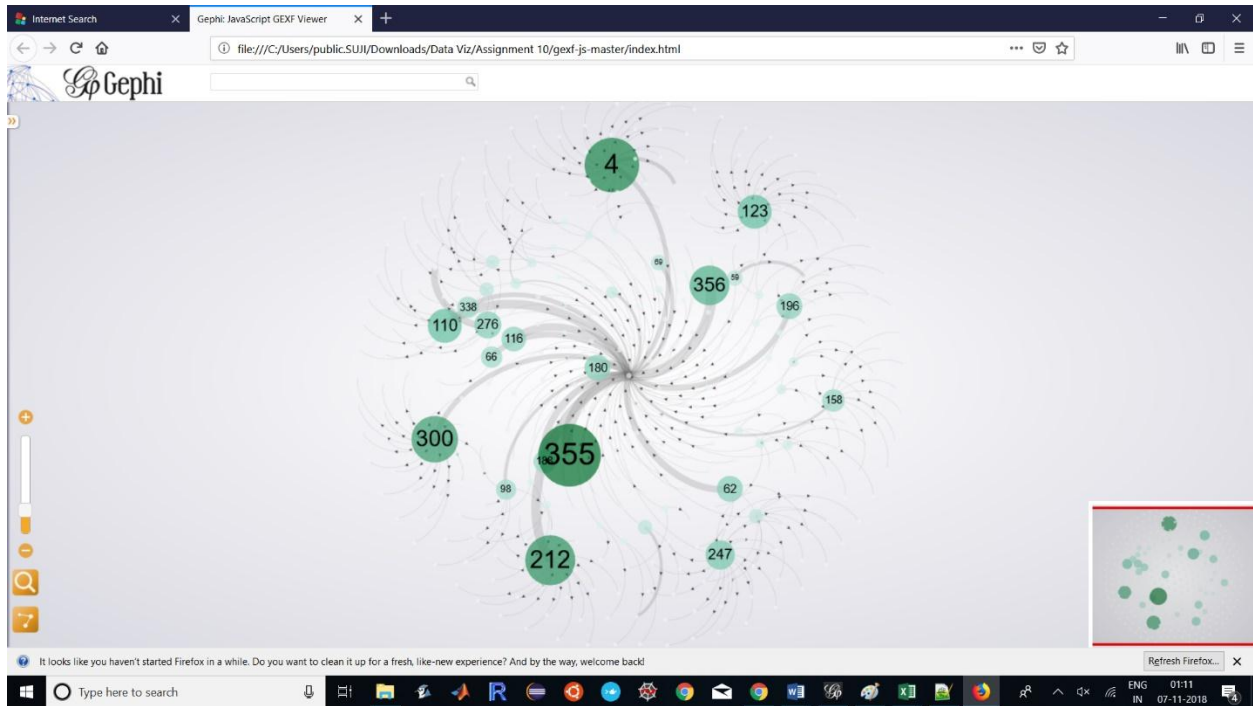 Internet Search
Gephi: JavaScript GEXF Viewer
file:///C:/Users/public.SUJI/Downloads/Data Viz/Assignment 10/gexf-js-master/index.html
Gephi
4
123
69
356
59
196
338
110
276
116
66
180
158
300
355
188
98
62
212
247
It looks like you haven't started Firefox in a while. Do you want to clean it up for a fresh, like-new experience? And by the way, welcome back!
Refresh Firefox...
Type here to search
ENG
IN
01:11
07-11-2018
4